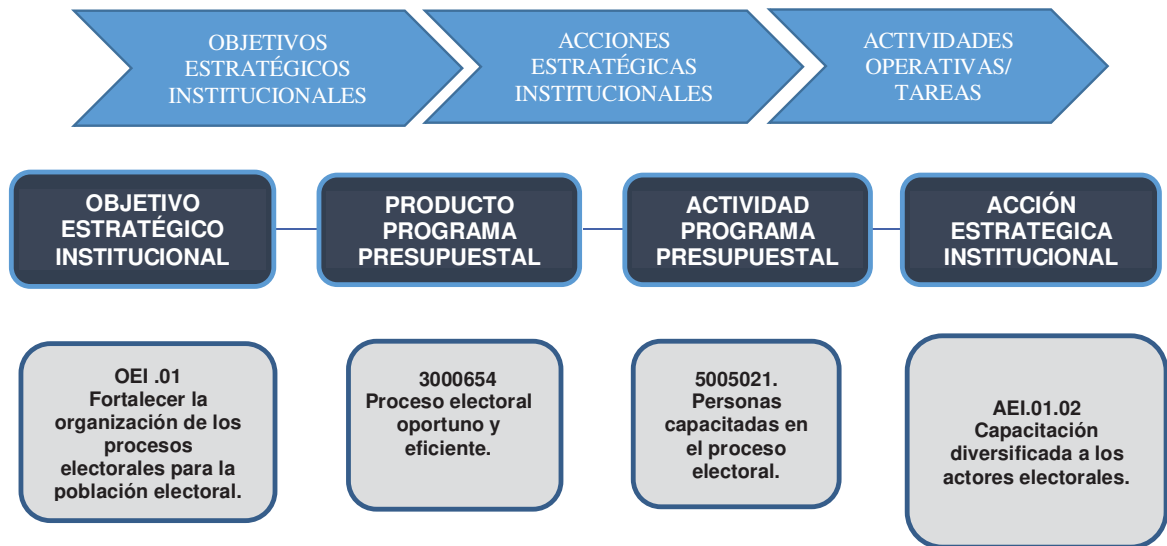 OBJETIVOS
ESTRATÉGICOS
INSTITUCIONALES
ACCIONES
ESTRATÉGICAS
INSTITUCIONALES
ACTIVIDADES
OPERATIVAS/
TAREAS
OBJETIVO
ESTRATÉGICO
INSTITUCIONAL
PRODUCTO
PROGRAMA
PRESUPUESTAL
ACTIVIDAD
PROGRAMA
PRESUPUESTAL
ACCIÓN
ESTRATEGICA
INSTITUCIONAL
OEI .01
Fortalecer la
organización de los
procesos
electorales para la
población electoral.
3000654
Proceso electoral
oportuno y
eficiente.
5005021.
Personas
capacitadas en
el proceso
electoral.
AEI.01.02
Capacitación
diversificada a los
actores electorales.